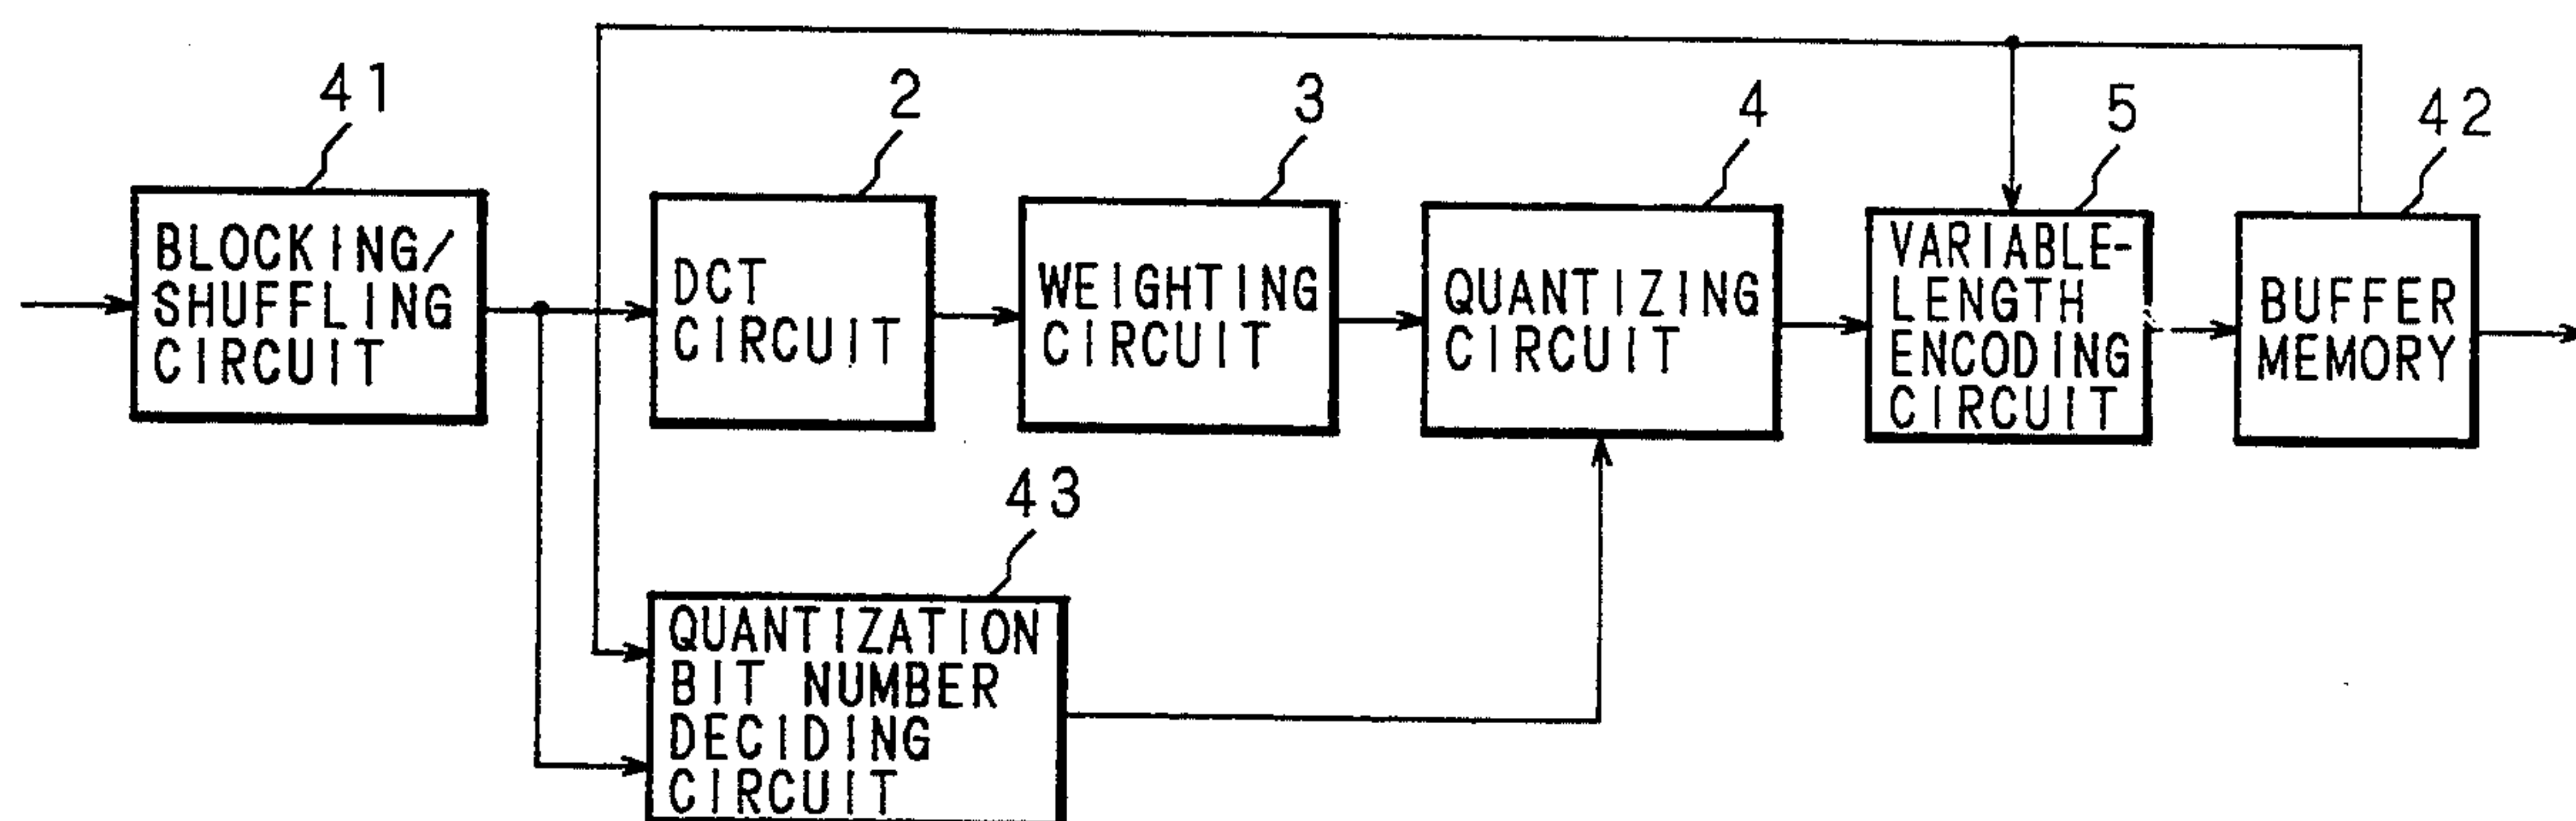 41
2
3
4
5
42
BLOCKING/
SHUFFLING
CIRCUIT
DCT
CIRCUIT
WEIGHTING
CIRCUIT
QUANTIZING
CIRCUIT
VARIABLE-
LENGTH
ENCODING
CIRCUIT
BUFFER
MEMORY
43
QUANTIZATION
BIT NUMBER
DECIDING
CIRCUIT